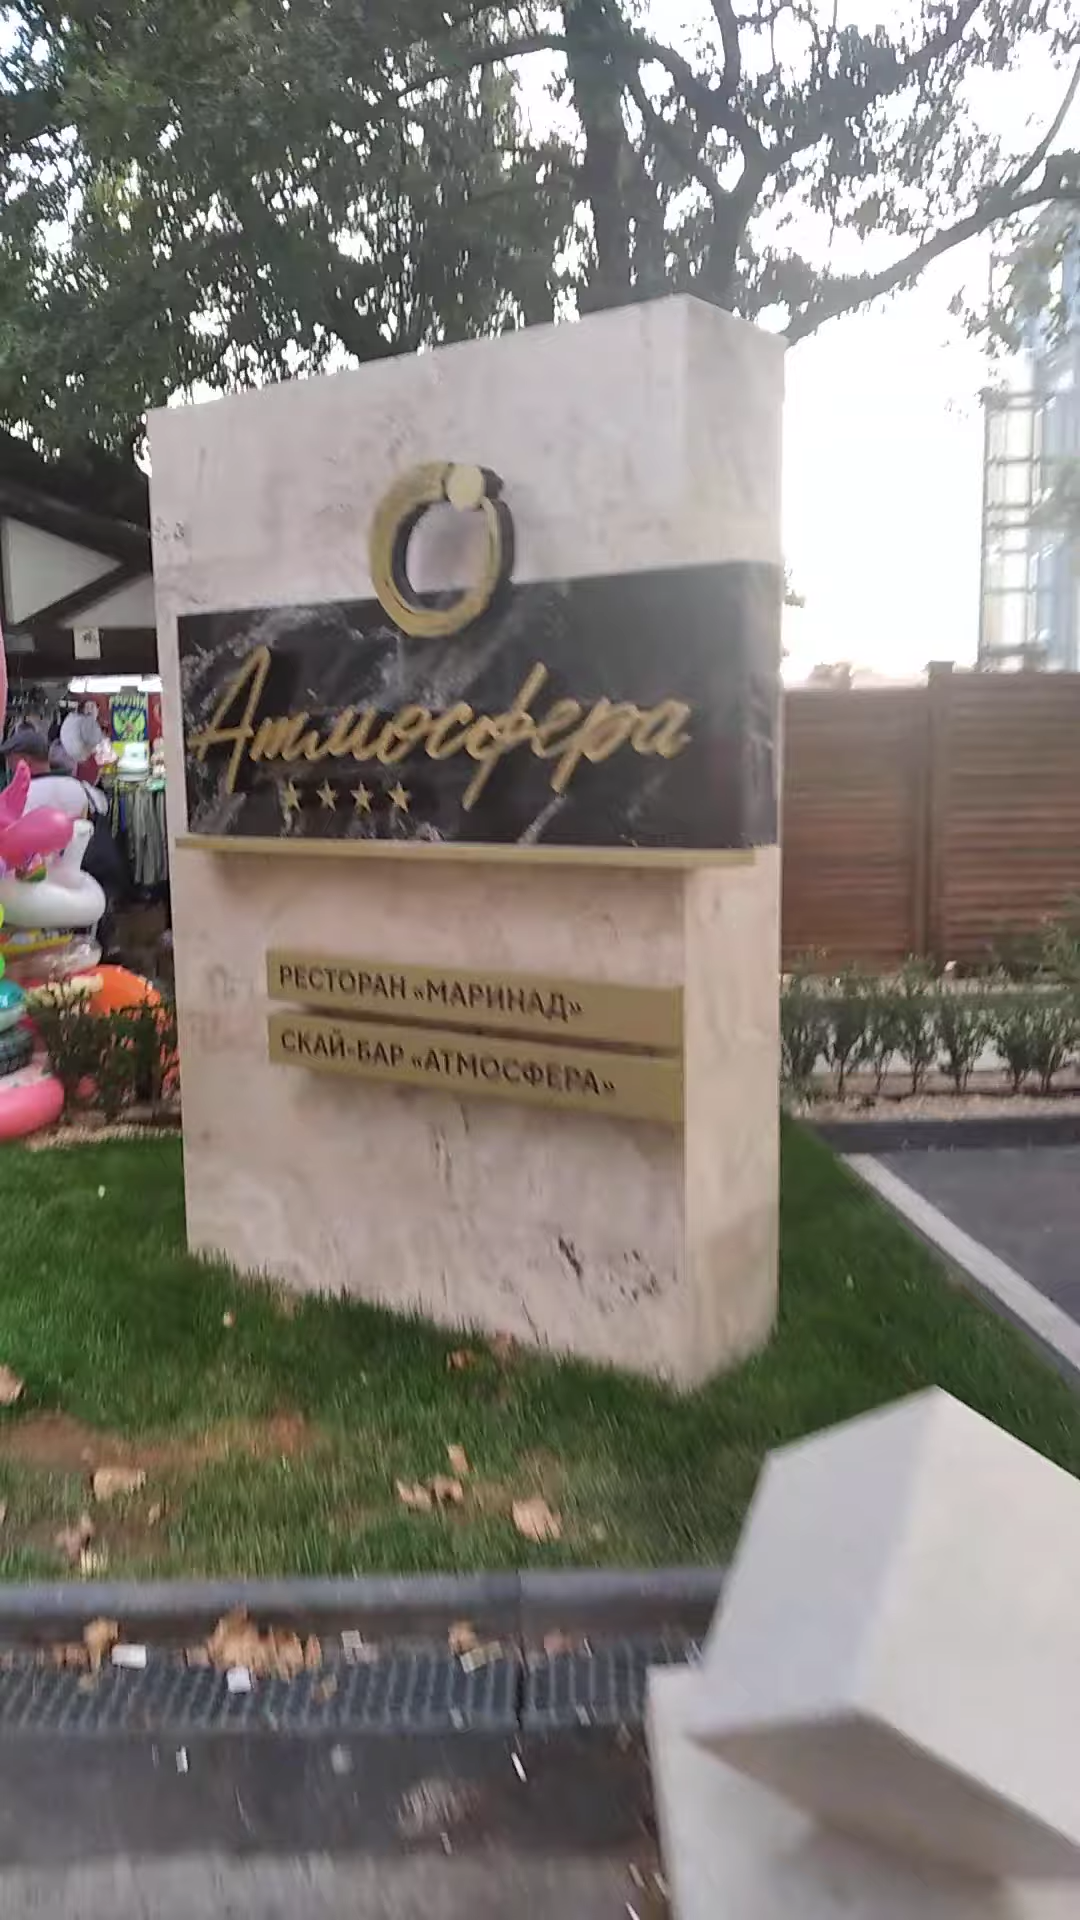 Атмосфера
РЕСТОРАН «МАРИНАД»
СКАЙ-БАР «АТМОСФЕРА»